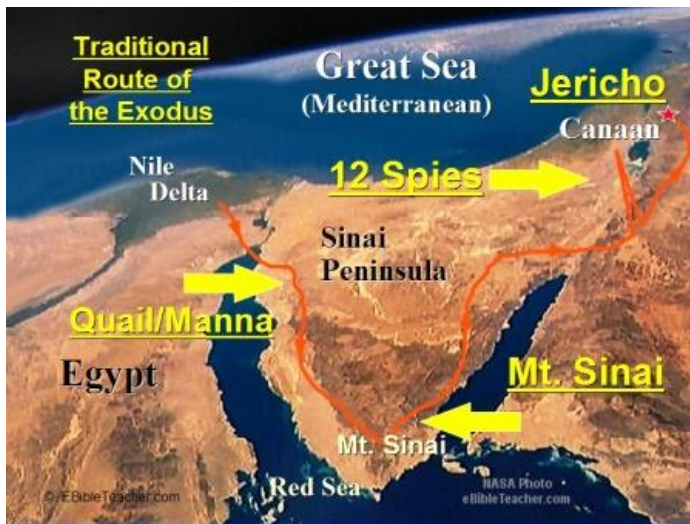 Traditional
Route of
the Exodus
Great Sea
(Mediterranean)
Jericho
Canaan
Nile
Delta
12 Spies
Sinai
Peninsula
Quail/Manna
Egypt
Mt. Sinai
Mt. Sinai
Red Sea
© EBibleTeacher.com
NASA Photo
eBibleTeacher.com